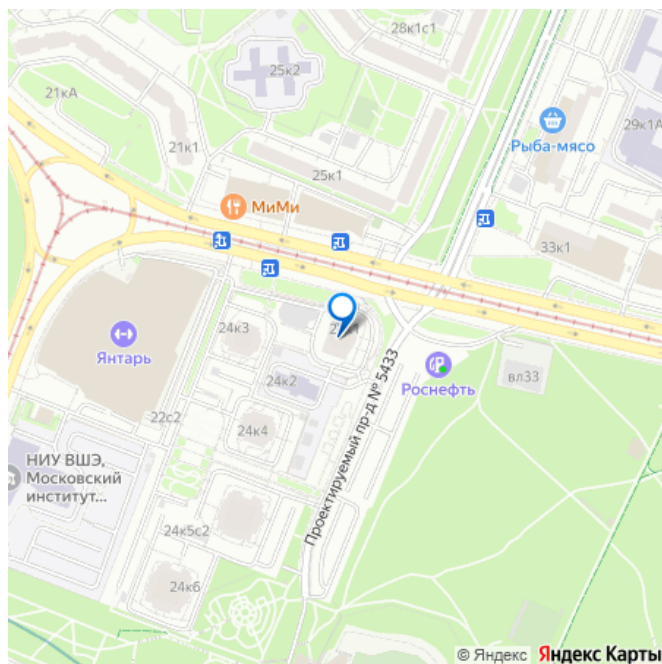 28к1с1
25к2
21кА
29к1А
Рыба-мясо
21к1
25к1
МиМи
33к1
24к3
Янтарь
Роснефть
вл33
24к2
Проектируемый пр-д № 5433
22с2
24к4
НИУ ВШЭ,
Московский
институт...
24к5с2
24к6
© Яндекс Яндекс Карты